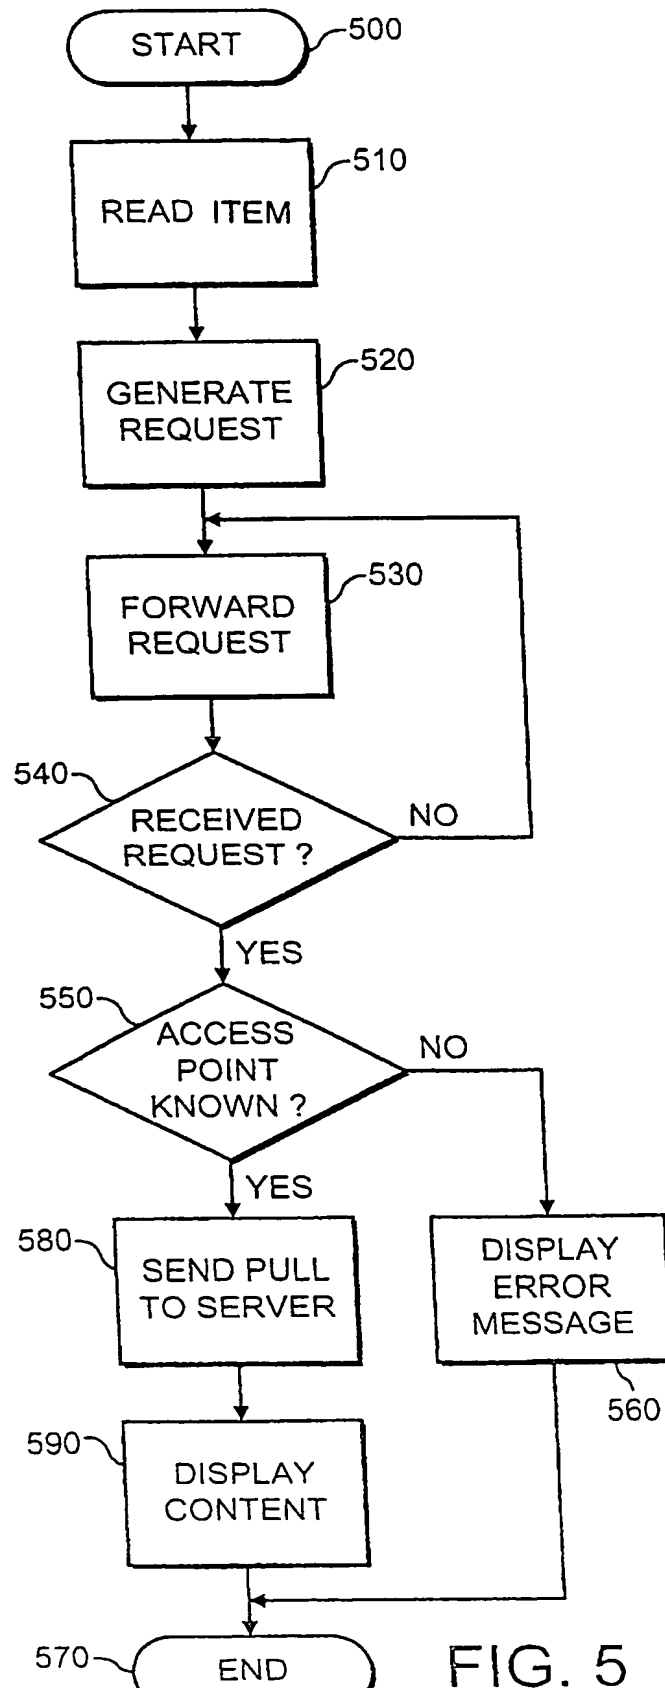 START
500
510
READ ITEM
520
GENERATE
REQUEST
530
FORWARD
REQUEST
540
RECEIVED
REQUEST ?
NO
YES
550
ACCESS
POINT
KNOWN ?
NO
YES
580
SEND PULL
TO SERVER
DISPLAY
ERROR
MESSAGE
560
590
DISPLAY
CONTENT
570
END
FIG. 5